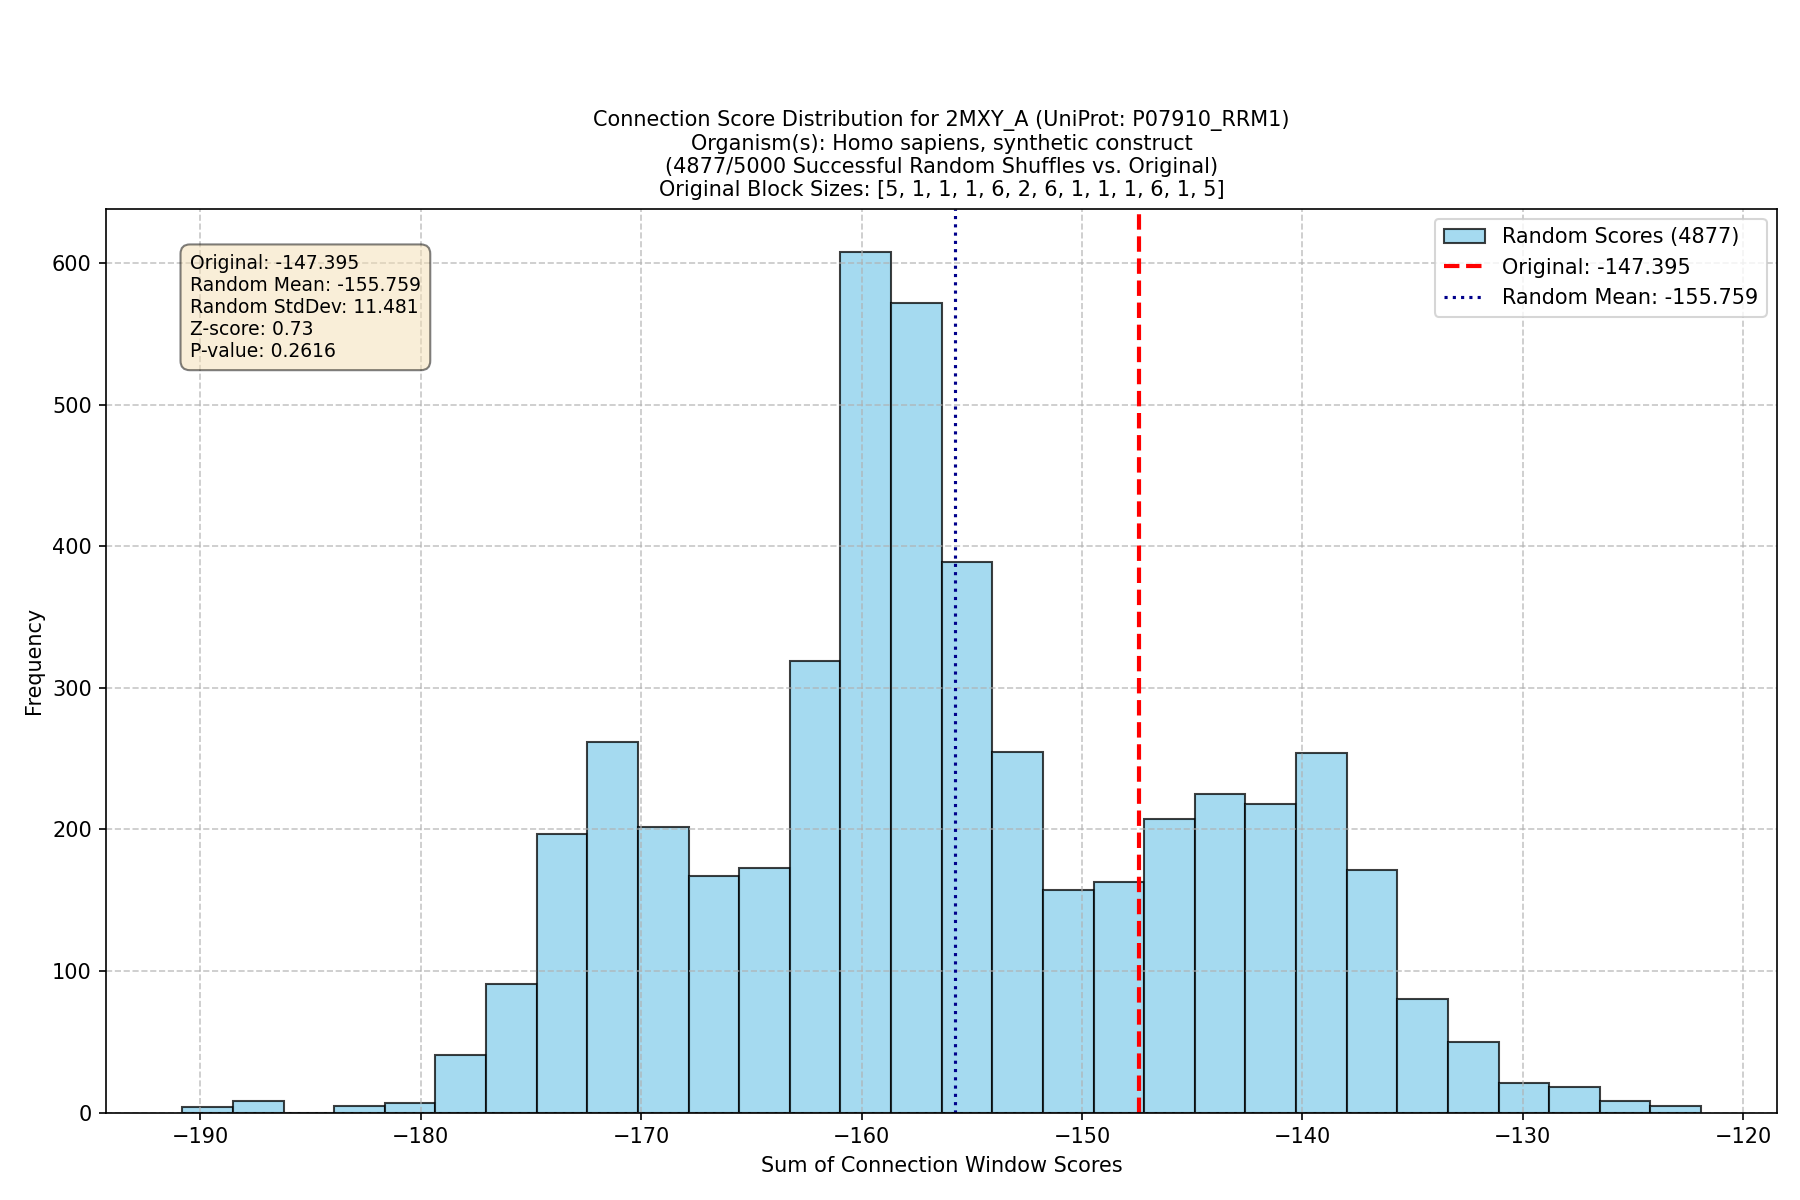 Connection Score Distribution for 2MXY_A (UniProt: P07910_RRM1)
Organism(s): Homo sapiens, synthetic construct
(4877/5000 Successful Random Shuffles vs. Original)
Original Block Sizes: [5, 1, 1, 1, 6, 2, 6, 1, 1, 1, 6, 1, 5]
Original: -147.395
Random Mean: -155.759
Random StdDev: 11.481
Z-score: 0.73
P-value: 0.2616
Random Scores (4877)
Original: -147.395
Random Mean: -155.759
Frequency
600
500
400
300
200
100
0
−190
−180
−170
−160
−150
−140
−130
−120
Sum of Connection Window Scores